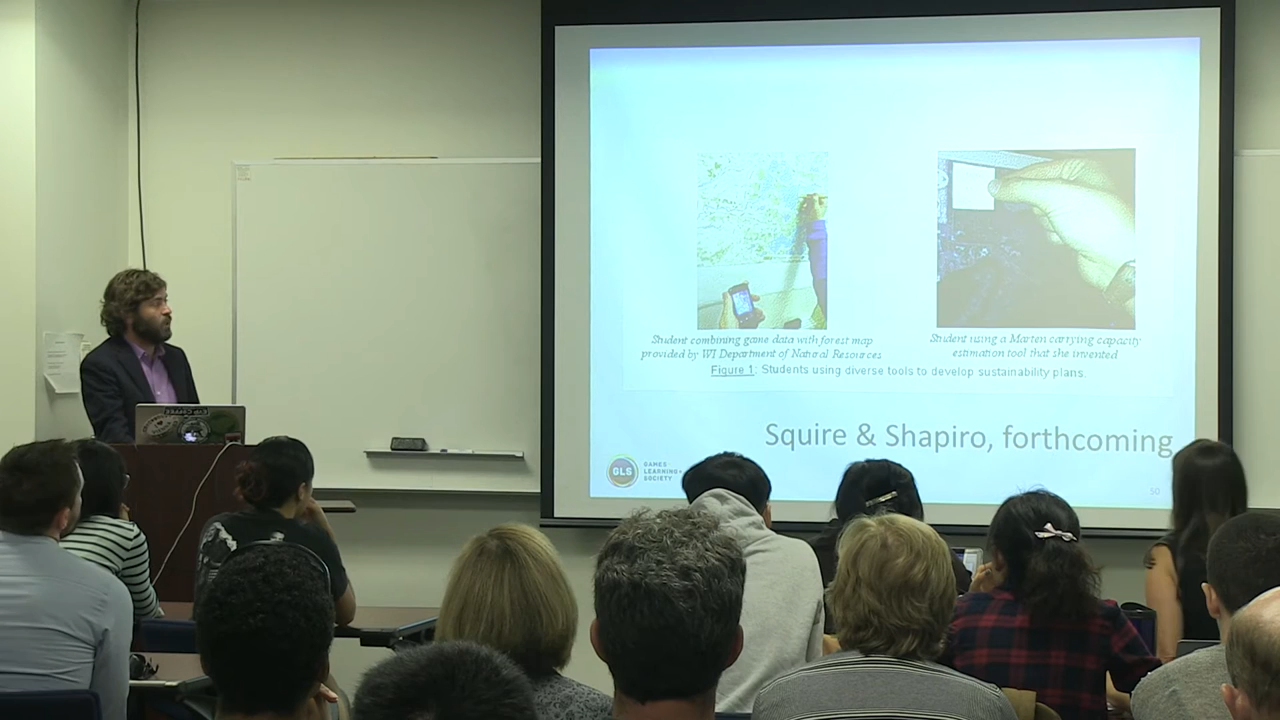 Student combining game data with forest map
provided by WI Department of Natural Resources
Student using a Marten carrying capacity
estimation tool that she invented
Figure 1: Students using diverse tools to develop sustainability plans.
Squire & Shapiro, forthcoming
GLS
GAMES
LEARNING+
SOCIETY
50